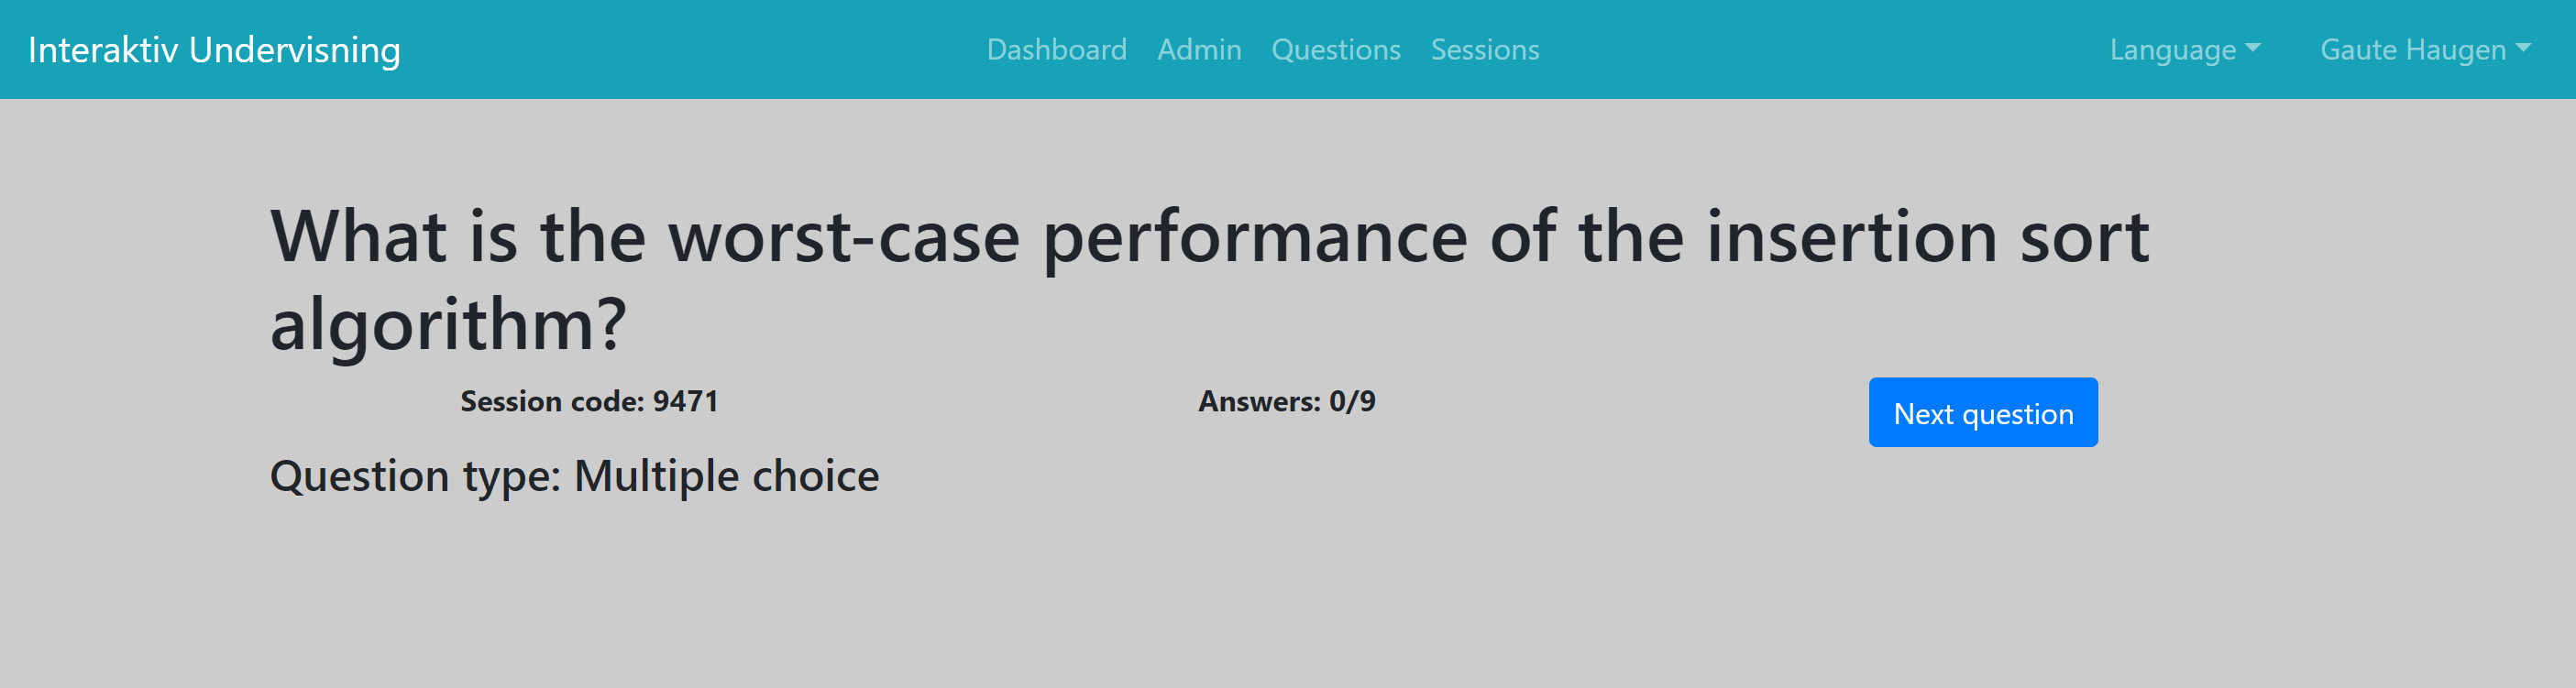 Interaktiv Undervisning Dashboard Admin Questions Sessions Language Gaute Haugen
What is the worst-case performance of the insertion sort
algorithm?
Session code: 9471 Answers: 0/9 Next question
Question type: Multiple choice